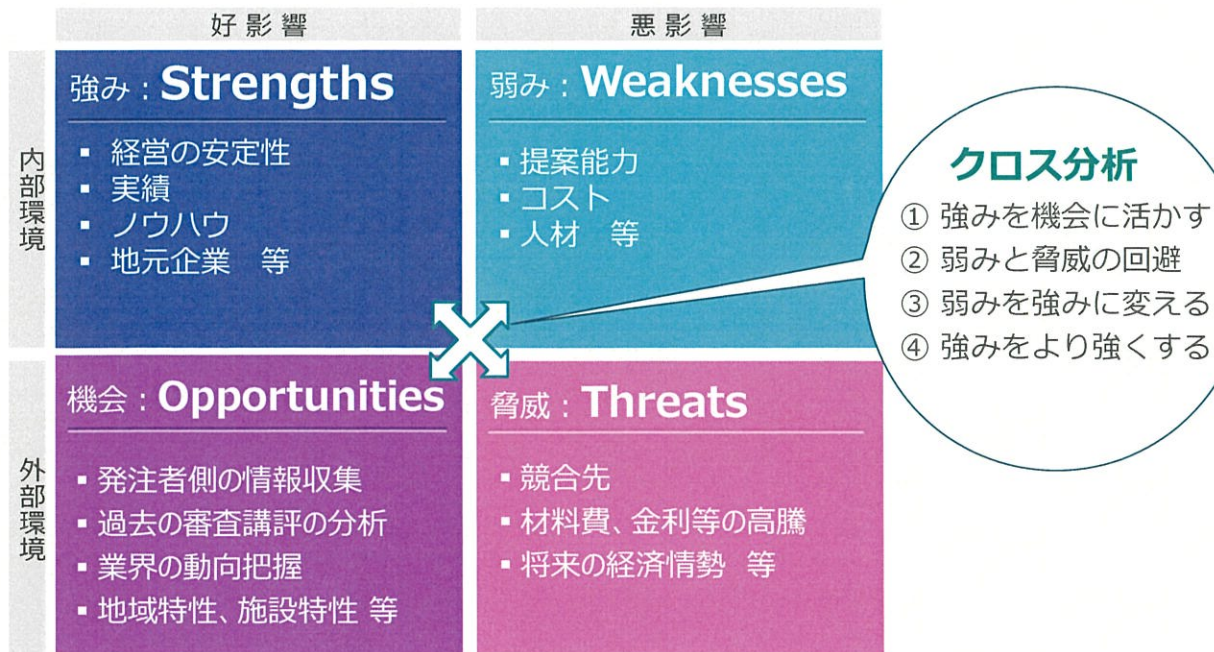 好影響
悪影響
内部環境
強み : Strengths
▪ 経営の安定性
▪ 実績
▪ ノウハウ
▪ 地元企業 等
弱み : Weaknesses
▪ 提案能力
▪ コスト
▪ 人材 等
クロス分析
① 強みを機会に活かす
② 弱みと脅威の回避
③ 弱みを強みに変える
④ 強みをより強くする
外部環境
機会 : Opportunities
▪ 発注者側の情報収集
▪ 過去の審査講評の分析
▪ 業界の動向把握
▪ 地域特性、施設特性 等
脅威 : Threats
▪ 競合先
▪ 材料費、金利等の高騰
▪ 将来の経済情勢 等